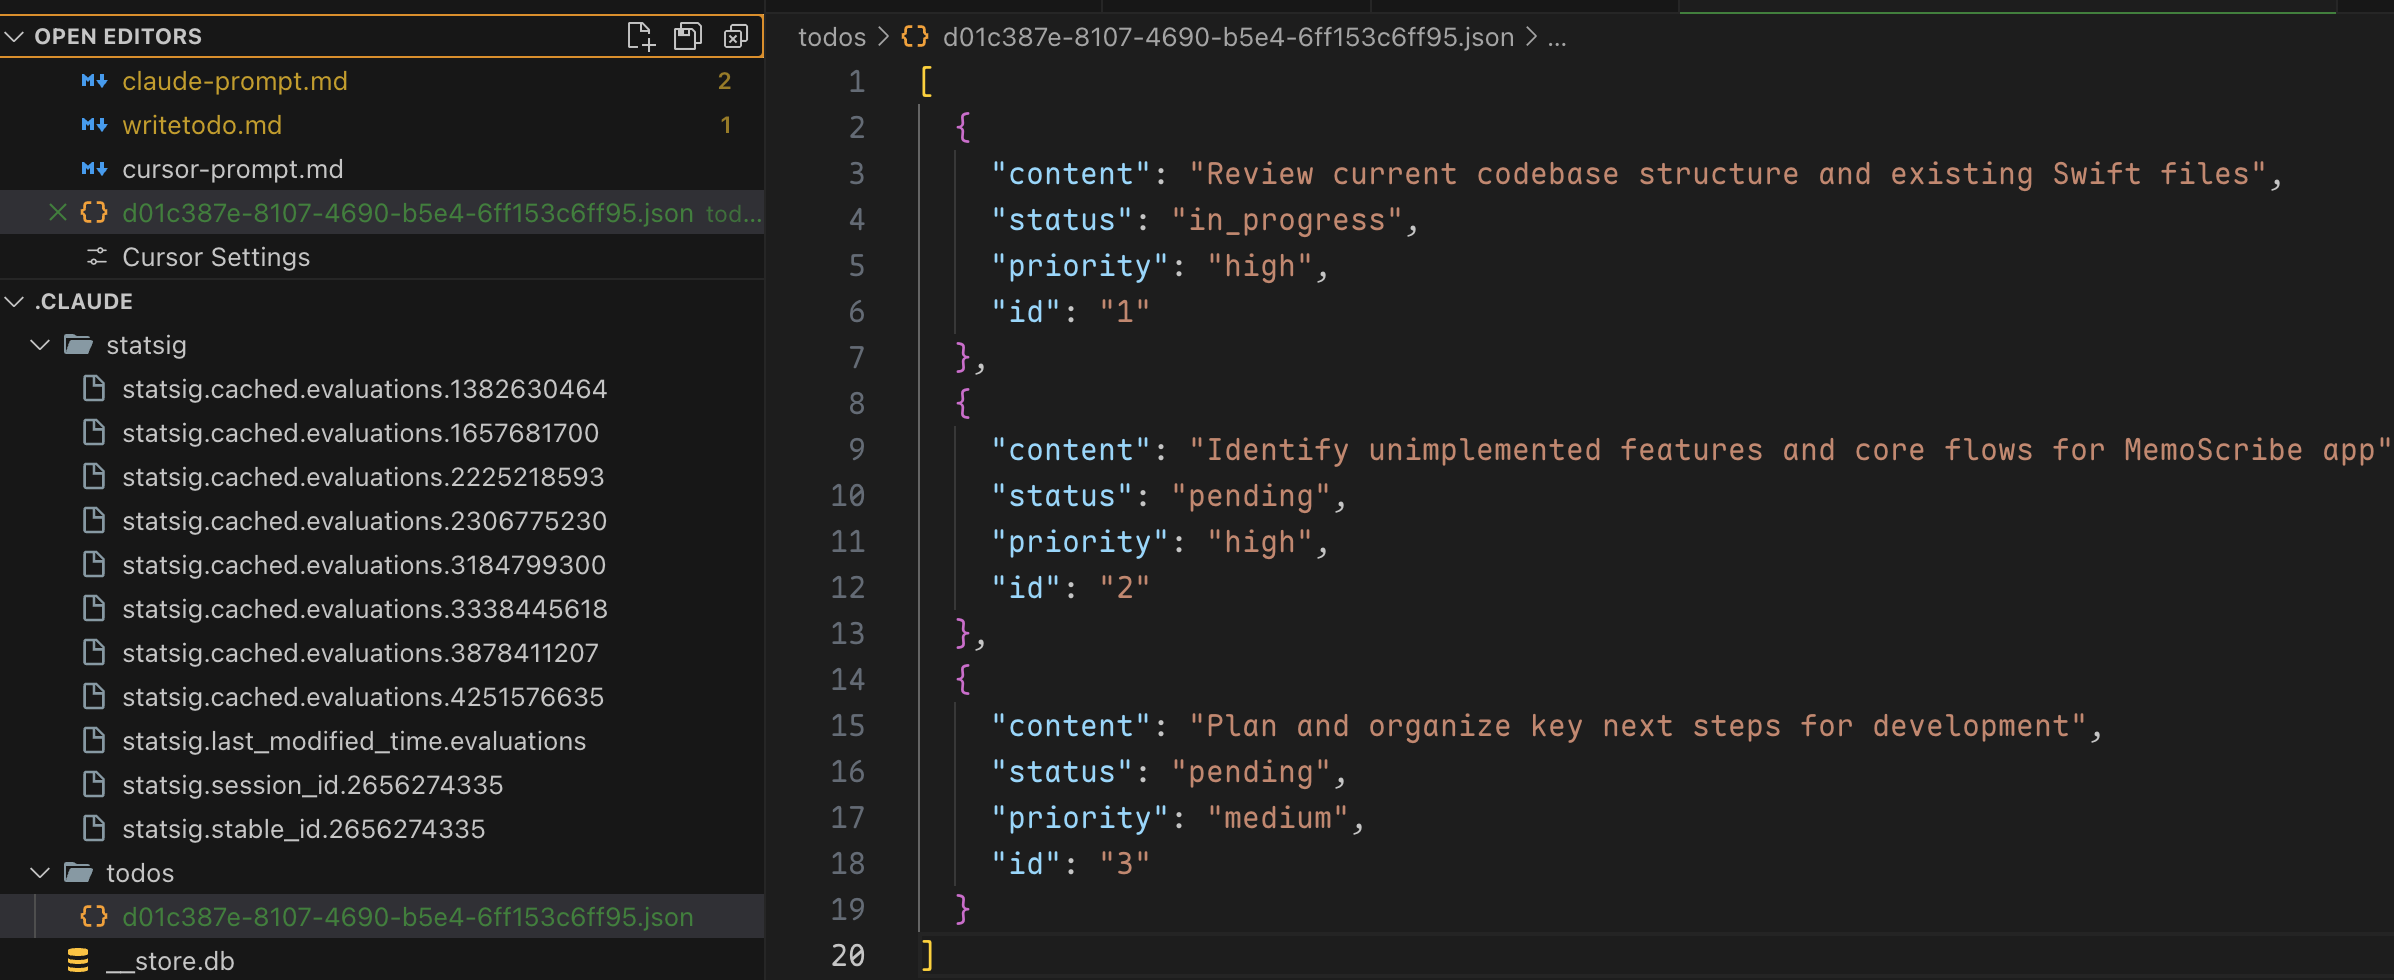 OPEN EDITORS
claude-prompt.md 2
writetodo.md 1
cursor-prompt.md
d01c387e-8107-4690-b5e4-6ff153c6ff95.json tod...
Cursor Settings
.CLAUDE
statsig
statsig.cached.evaluations.1382630464
statsig.cached.evaluations.1657681700
statsig.cached.evaluations.2225218593
statsig.cached.evaluations.2306775230
statsig.cached.evaluations.3184799300
statsig.cached.evaluations.3338445618
statsig.cached.evaluations.3878411207
statsig.cached.evaluations.4251576635
statsig.last_modified_time.evaluations
statsig.session_id.2656274335
statsig.stable_id.2656274335
todos
d01c387e-8107-4690-b5e4-6ff153c6ff95.json
__store.db
todos > {} d01c387e-8107-4690-b5e4-6ff153c6ff95.json > ...
1 [
2 {
3 "content": "Review current codebase structure and existing Swift files",
4 "status": "in_progress",
5 "priority": "high",
6 "id": "1"
7 },
8 {
9 "content": "Identify unimplemented features and core flows for MemoScribe app"
10 "status": "pending",
11 "priority": "high",
12 "id": "2"
13 },
14 {
15 "content": "Plan and organize key next steps for development",
16 "status": "pending",
17 "priority": "medium",
18 "id": "3"
19 }
20 ]